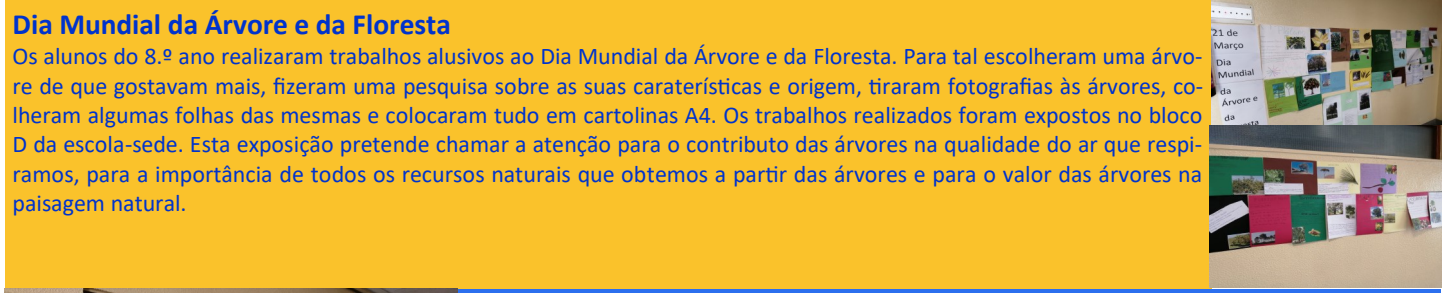 Dia Mundial da Árvore e da Floresta
Os alunos do 8.º ano realizaram trabalhos alusivos ao Dia Mundial da Árvore e da Floresta. Para tal escolheram uma árvo-
re de que gostavam mais, fizeram uma pesquisa sobre as suas caraterísticas e origem, tiraram fotografias às árvores, co-
lheram algumas folhas das mesmas e colocaram tudo em cartolinas A4. Os trabalhos realizados foram expostos no bloco
D da escola-sede. Esta exposição pretende chamar a atenção para o contributo das árvores na qualidade do ar que respi-
ramos, para a importância de todos os recursos naturais que obtemos a partir das árvores e para o valor das árvores na
paisagem natural.
21 de
Março
Dia
Mundial
da
Árvore e
da